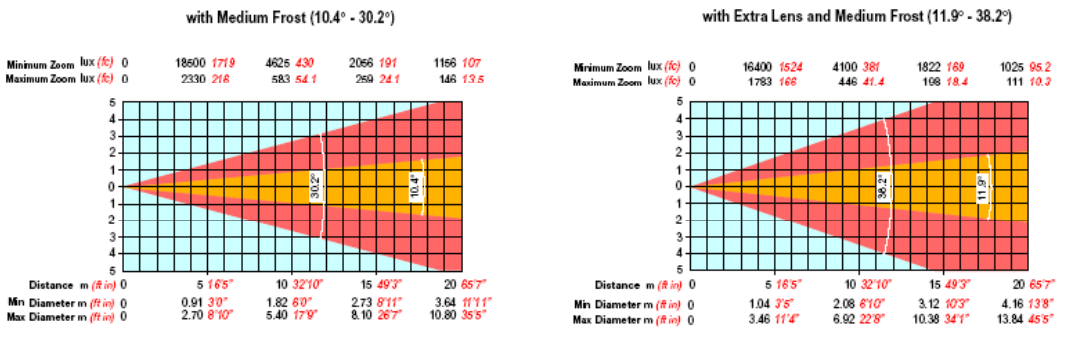 with Medium Frost (10.4° - 30.2°)
Minimum Zoom lux (fc) 0 18600 1719 4625 430 2056 191 1156 107
Maximum Zoom lux (fc) 0 2330 216 583 54.1 259 24.1 146 13.5
5
4
3
2
1
0
1
2
3
4
5
30.2°
10.4°
Distance m (ft in) 0 5 16'5" 10 32'10" 15 49'3" 20 65'7"
Min Diameter m (ft in) 0 0.91 3'0" 1.82 6'0" 2.73 8'11" 3.64 11'11"
Max Diameter m (ft in) 0 2.70 8'10" 5.40 17'9" 8.10 26'7" 10.80 35'5"
with Extra Lens and Medium Frost (11.9° - 38.2°)
Minimum Zoom lux (fc) 0 16400 1524 4100 381 1822 169 1025 95.2
Maximum Zoom lux (fc) 0 1783 166 446 41.4 198 18.4 111 10.3
5
4
3
2
1
0
1
2
3
4
5
38.2°
11.9°
Distance m (ft in) 0 5 16'5" 10 32'10" 15 49'3" 20 65'7"
Min Diameter m (ft in) 0 1.04 3'5" 2.08 6'10" 3.12 10'3" 4.16 13'8"
Max Diameter m (ft in) 0 3.46 11'4" 6.92 22'8" 10.38 34'1" 13.84 45'5"